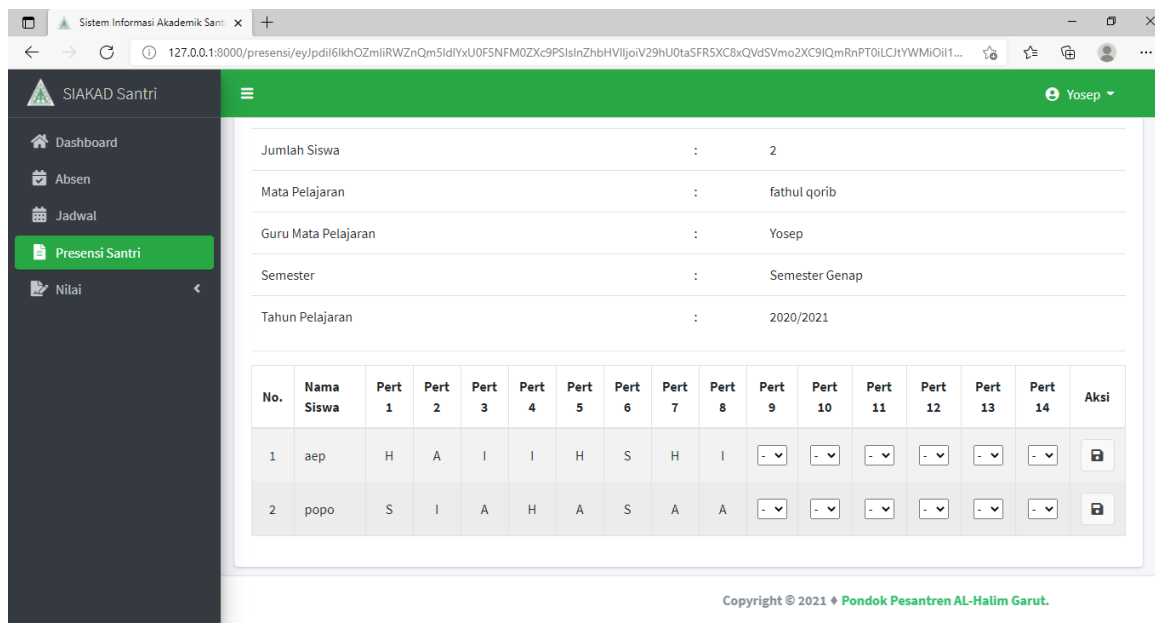 Sistem Informasi Akademik Sant
127.0.0.1:8000/presensi/
SIAKAD Santri
Yosep
Dashboard
Absen
Jadwal
Presensi Santri
Nilai
Jumlah Siswa : 2
Mata Pelajaran : fathul qorib
Guru Mata Pelajaran : Yosep
Semester : Semester Genap
Tahun Pelajaran : 2020/2021
No. Nama Siswa Pert 1 Pert 2 Pert 3 Pert 4 Pert 5 Pert 6 Pert 7 Pert 8 Pert 9 Pert 10 Pert 11 Pert 12 Pert 13 Pert 14 Aksi
1 aep H A I I H S H I - - - - - -
2 popo S I A H A S A A - - - - - -
Copyright © 2021 ♦ Pondok Pesantren AL-Halim Garut.